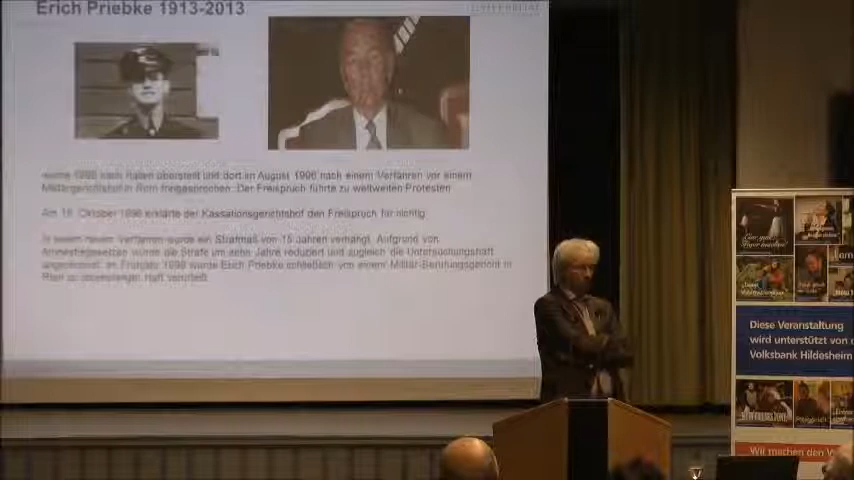 Erich Priebke 1913-2013
wurde 1995 nach Italien überstellt und dort im August 1996 nach einem Verfahren vor einem
Militärgerichtshof in Rom freigesprochen. Der Freispruch führte zu weltweiten Protesten
Am 15. Oktober 1996 erklärte der Kassationsgerichtshof den Freispruch für nichtig.
In einem neuen Verfahren wurde ein Strafmaß von 15 Jahren verhängt. Aufgrund von
Amnestiegesetzen wurde die Strafe um zehn Jahre reduziert und zugleich die Untersuchungshaft
angerechnet. Im Frühjahr 1998 wurde Erich Priebke schließlich von einem Militär-Berufungsgericht in
Rom zu lebenslanger Haft verurteilt.
Diese Veranstaltung
wird unterstützt von
Volksbank Hildesheim
Wir machen den